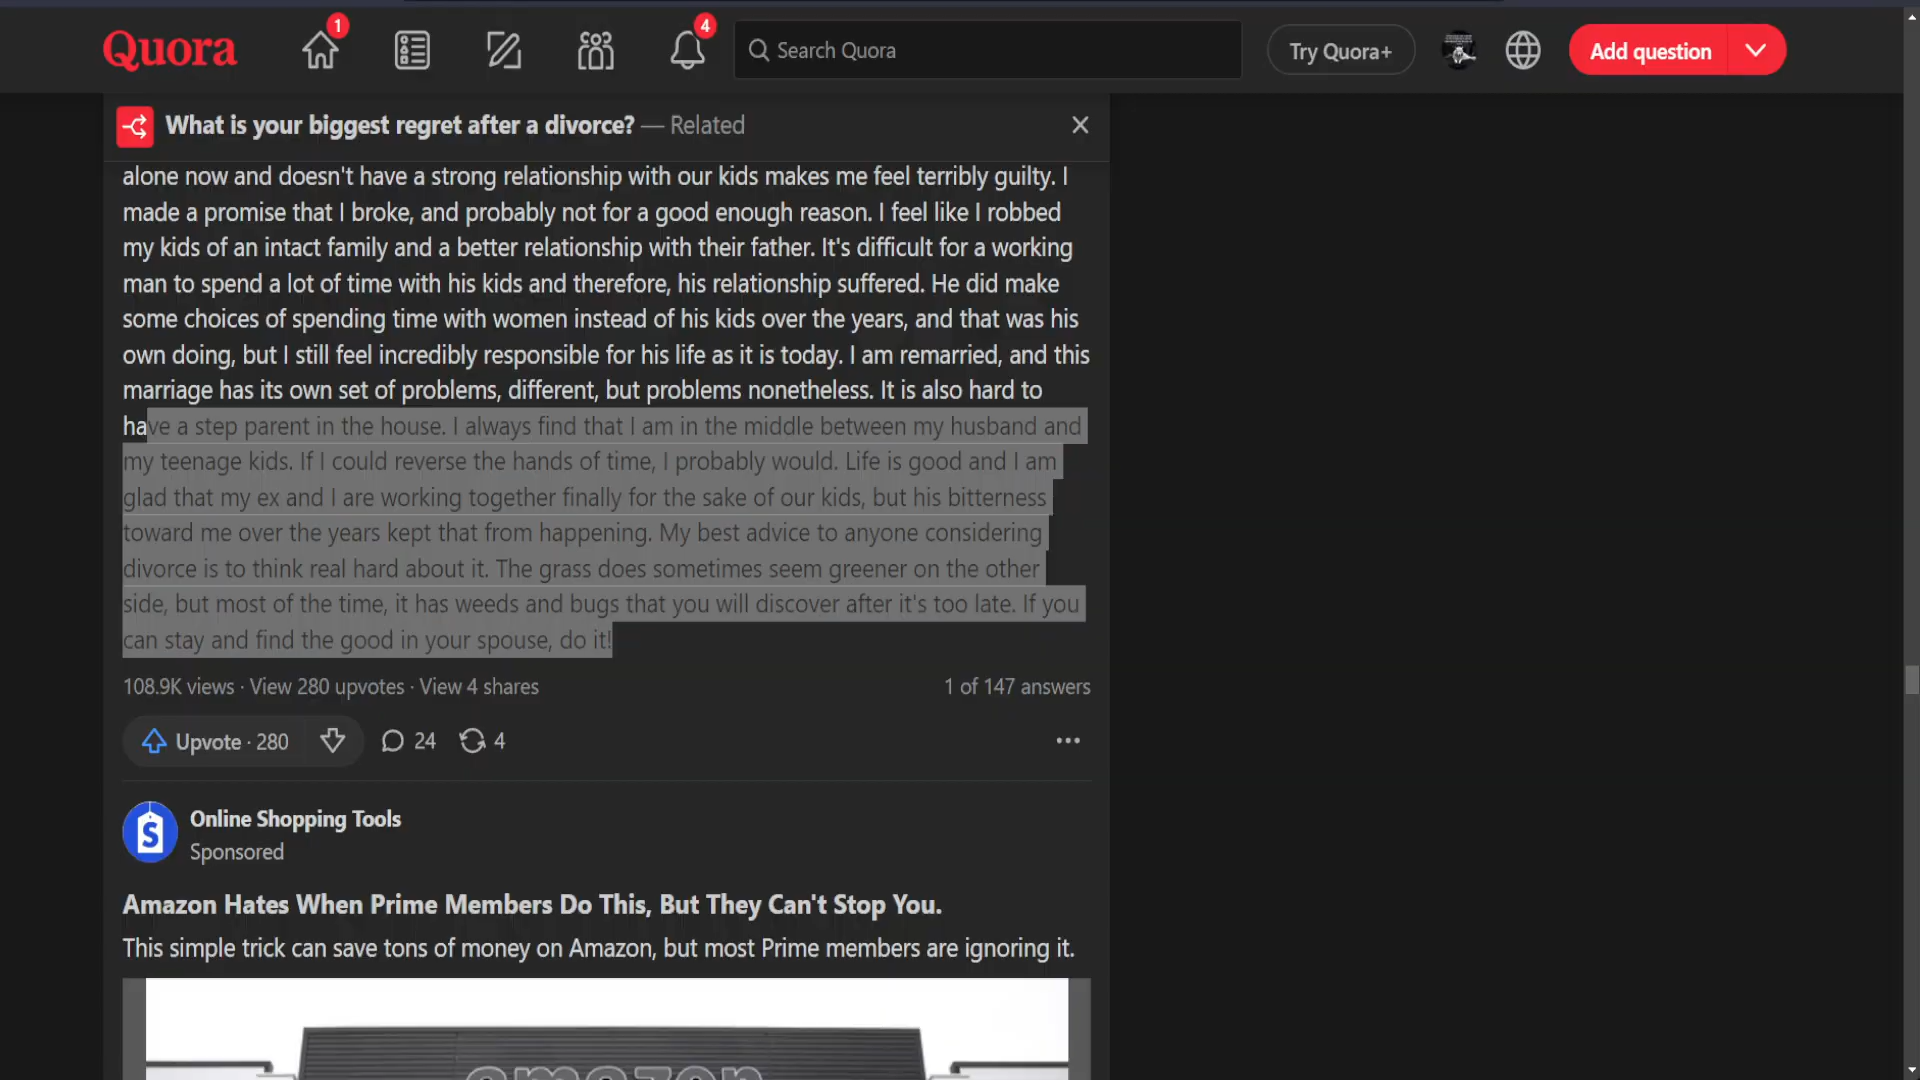 Quora
1
4
Search Quora
Try Quora+
Add question
What is your biggest regret after a divorce? — Related
alone now and doesn't have a strong relationship with our kids makes me feel terribly guilty. I
made a promise that I broke, and probably not for a good enough reason. I feel like I robbed
my kids of an intact family and a better relationship with their father. It's difficult for a working
man to spend a lot of time with his kids and therefore, his relationship suffered. He did make
some choices of spending time with women instead of his kids over the years, and that was his
own doing, but I still feel incredibly responsible for his life as it is today. I am remarried, and this
marriage has its own set of problems, different, but problems nonetheless. It is also hard to
have a step parent in the house. I always find that I am in the middle between my husband and
my teenage kids. If I could reverse the hands of time, I probably would. Life is good and I am
glad that my ex and I are working together finally for the sake of our kids, but his bitterness
toward me over the years kept that from happening. My best advice to anyone considering
divorce is to think real hard about it. The grass does sometimes seem greener on the other
side, but most of the time, it has weeds and bugs that you will discover after it's too late. If you
can stay and find the good in your spouse, do it!
108.9K views · View 280 upvotes · View 4 shares
1 of 147 answers
Upvote · 280
24
4
S
Online Shopping Tools
Sponsored
Amazon Hates When Prime Members Do This, But They Can't Stop You.
This simple trick can save tons of money on Amazon, but most Prime members are ignoring it.
amazon